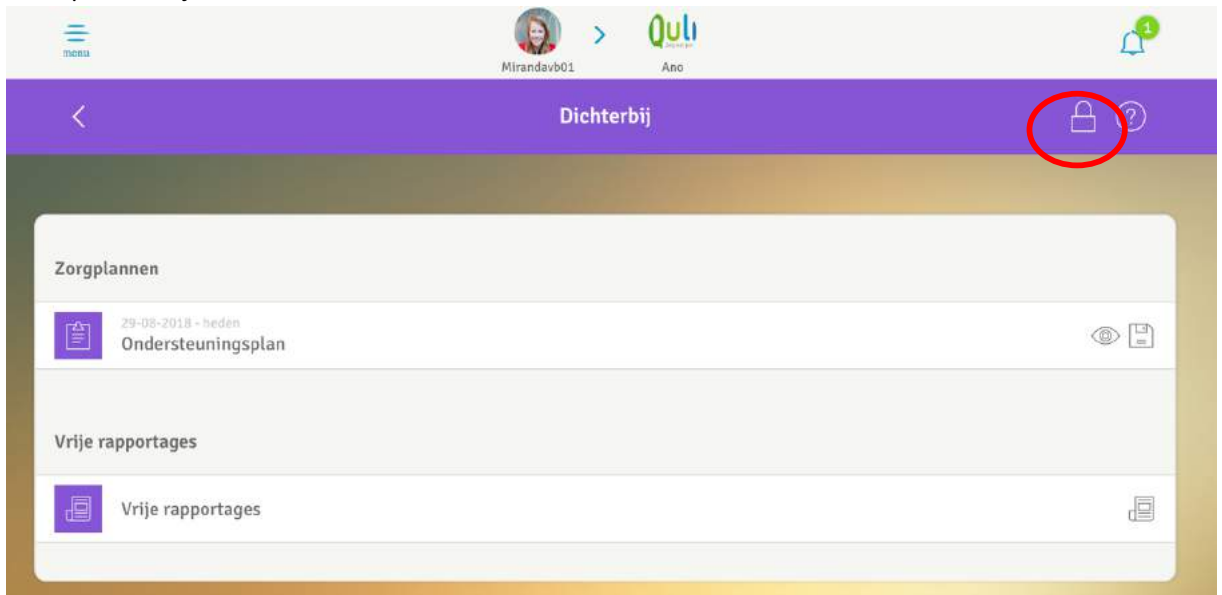 menu
Mirandavb01
Quli
Ano
1
Dichterbij
?
Zorgplannen
29-08-2018 - heden
Ondersteuningsplan
Vrije rapportages
Vrije rapportages